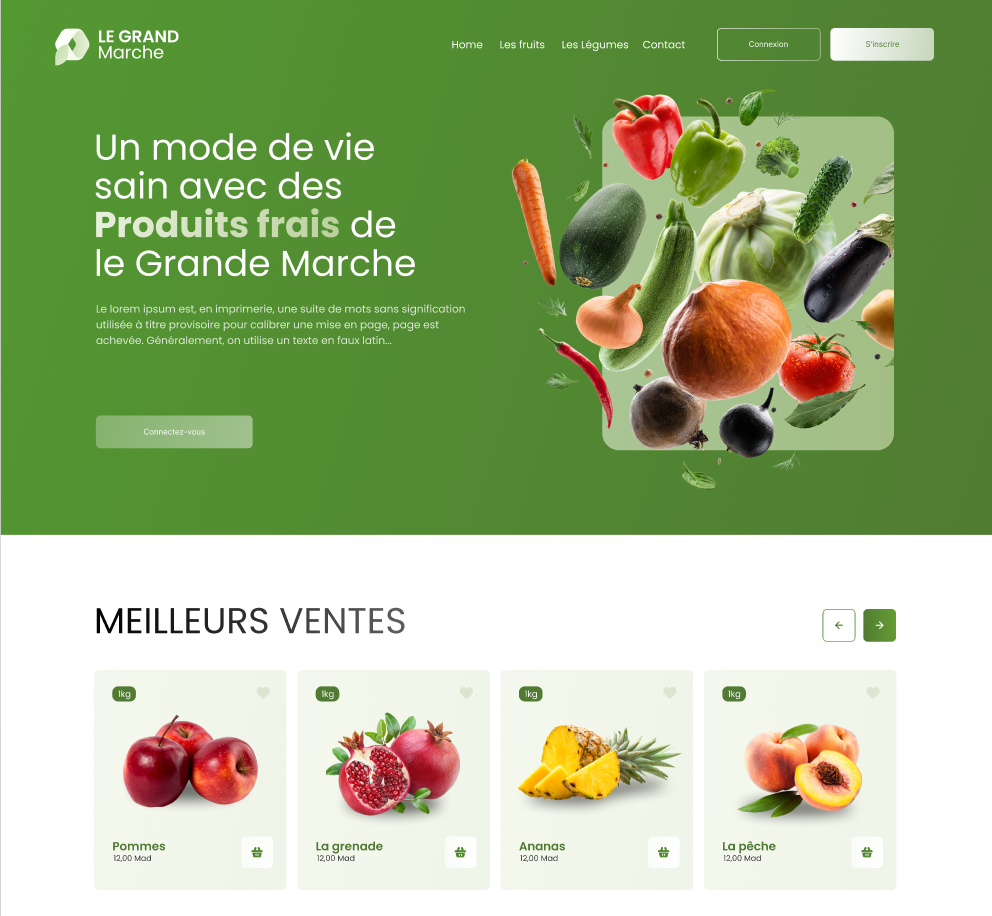 LE GRAND
Marche
Home Les fruits Les Légumes Contact Connexion S'inscrire
Un mode de vie
sain avec des
Produits frais de
le Grande Marche
Le lorem ipsum est, en imprimerie, une suite de mots sans signification
utilisée à titre provisoire pour calibrer une mise en page, page est
achevée. Généralement, on utilise un texte en faux latin...
Connectez-vous
MEILLEURS VENTES
1kg 1kg 1kg 1kg
Pommes La grenade Ananas La pêche
12,00 Mad 12,00 Mad 12,00 Mad 12,00 Mad